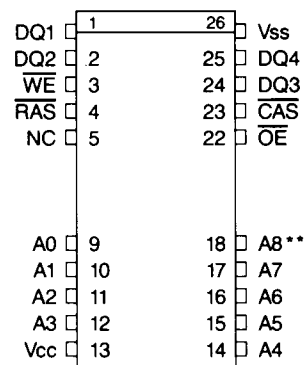 DQ1 1 26 Vss
DQ2 2 25 DQ4
WE 3 24 DQ3
RAS 4 23 CAS
NC 5 22 OE
A0 9 18 A8**
A1 10 17 A7
A2 11 16 A6
A3 12 15 A5
Vcc 13 14 A4